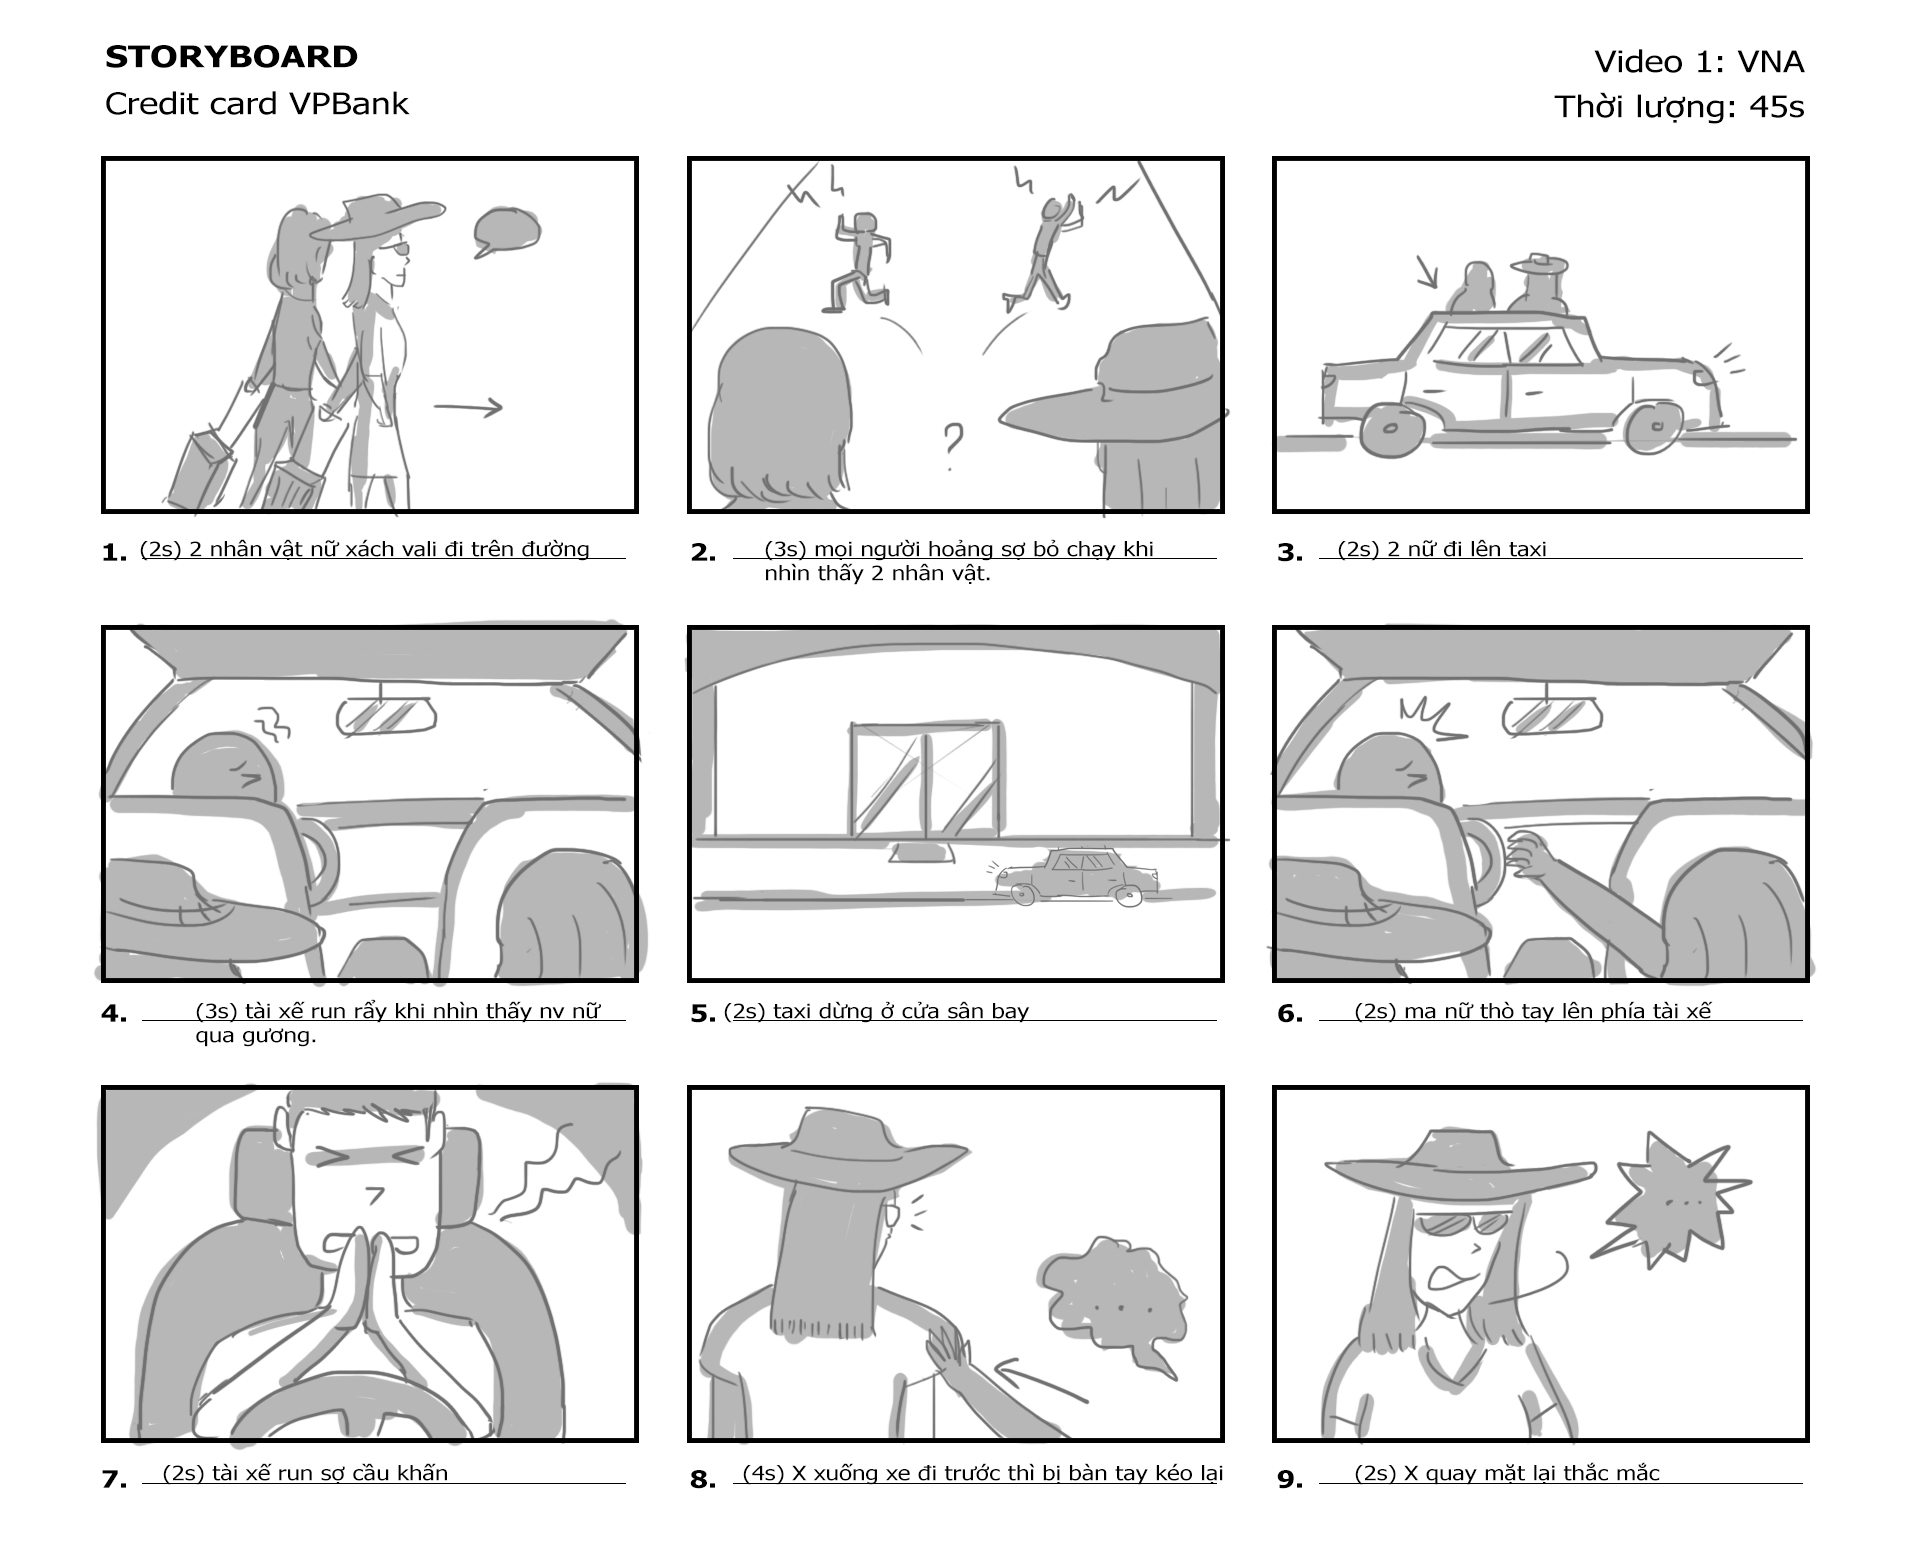 STORYBOARD
Credit card VPBank
Video 1: VNA
Thời lượng: 45s
?
1. (2s) 2 nhân vật nữ xách vali đi trên đường
2. (3s) mọi người hoảng sợ bỏ chạy khi
nhìn thấy 2 nhân vật.
3. (2s) 2 nữ đi lên taxi
4. (3s) tài xế run rẩy khi nhìn thấy nv nữ
qua gương.
5. (2s) taxi dừng ở cửa sân bay
6. (2s) ma nữ thò tay lên phía tài xế
...
...
7. (2s) tài xế run sợ cầu khấn
8. (4s) X xuống xe đi trước thì bị bàn tay kéo lại
9. (2s) X quay mặt lại thắc mắc